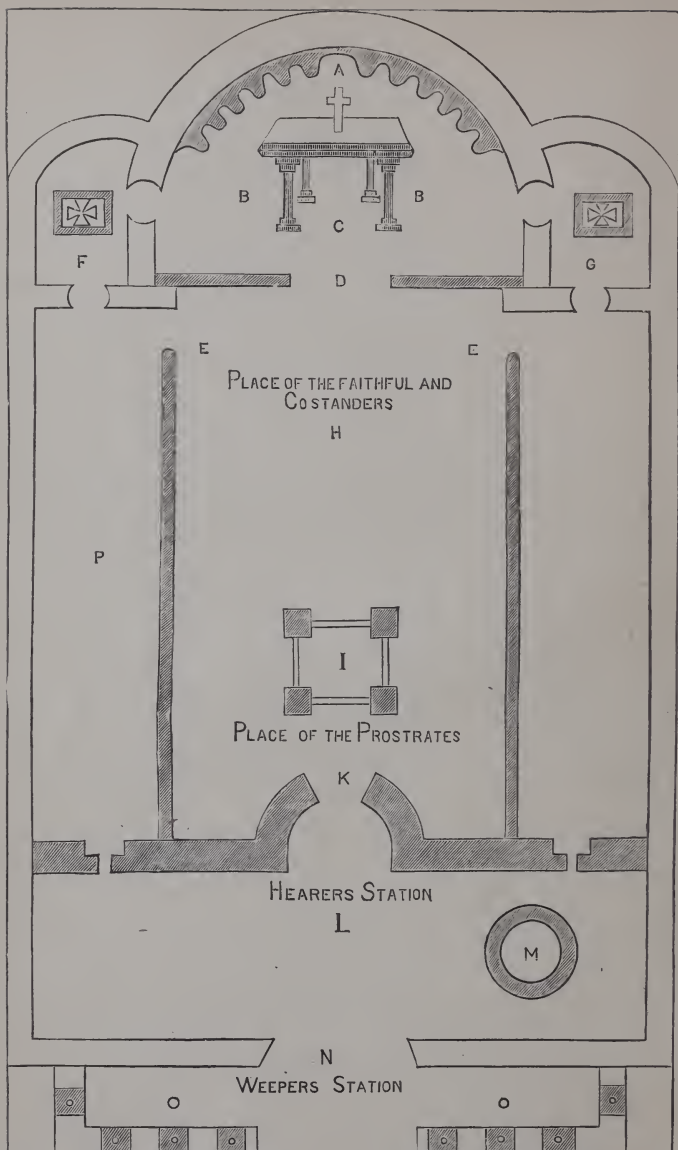 A
B B
C
F G
D
E E
PLACE OF THE FAITHFUL AND
COSTANDERS
H
P
I
PLACE OF THE PROSTRATES
K
HEARERS STATION
L
M
N
WEEPERS STATION
O O